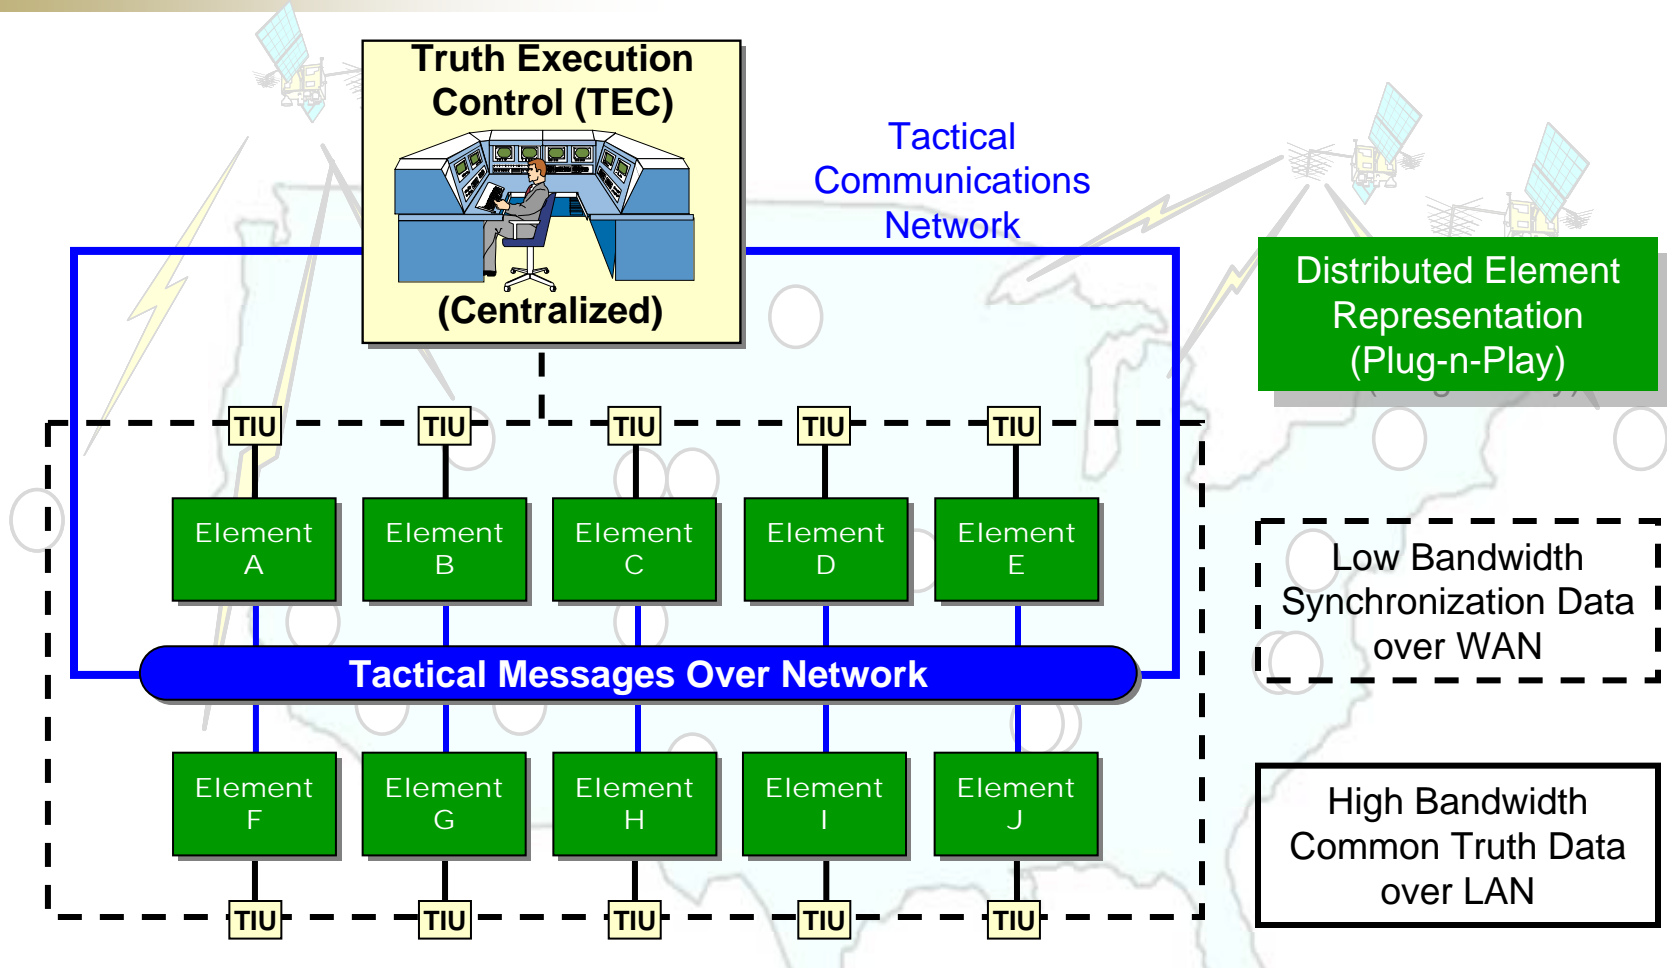 Truth Execution
Control (TEC)
(Centralized)
Tactical
Communications
Network
Distributed Element
Representation
(Plug-n-Play)
TIU
TIU
TIU
TIU
TIU
Element
A
Element
B
Element
C
Element
D
Element
E
Low Bandwidth
Synchronization Data
over WAN
Tactical Messages Over Network
Element
F
Element
G
Element
H
Element
I
Element
J
High Bandwidth
Common Truth Data
over LAN
TIU
TIU
TIU
TIU
TIU